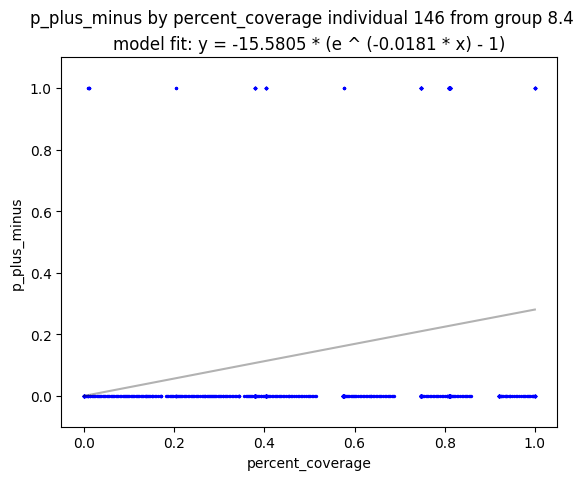 p_plus_minus by percent_coverage individual 146 from group 8.4
model fit: y = -15.5805 * (e ^ (-0.0181 * x) - 1)
1.0
0.8
0.6
0.4
0.2
0.0
p_plus_minus
0.0 0.2 0.4 0.6 0.8 1.0
percent_coverage